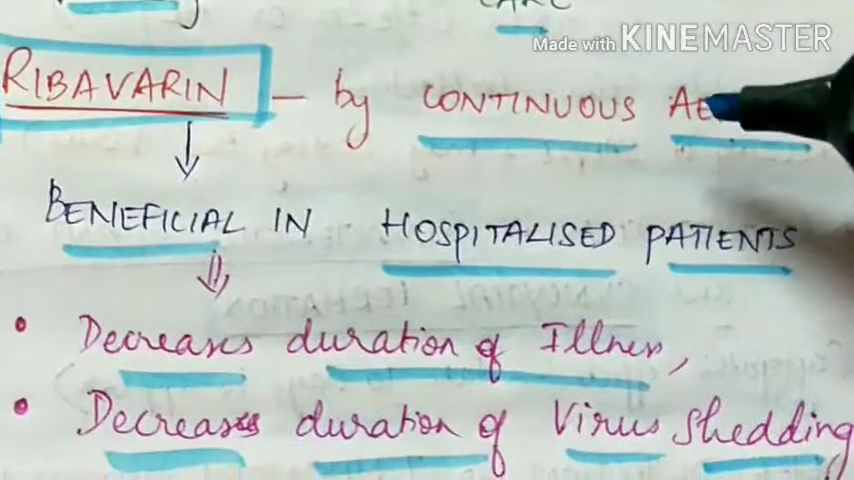 CARE
Made with KINEMASTER
RIBAVARIN — by CONTINUOUS
BENEFICIAL IN HOSPITALISED PATIENTS
• Decreases duration of Illness,
• Decreases duration of Virus shedding